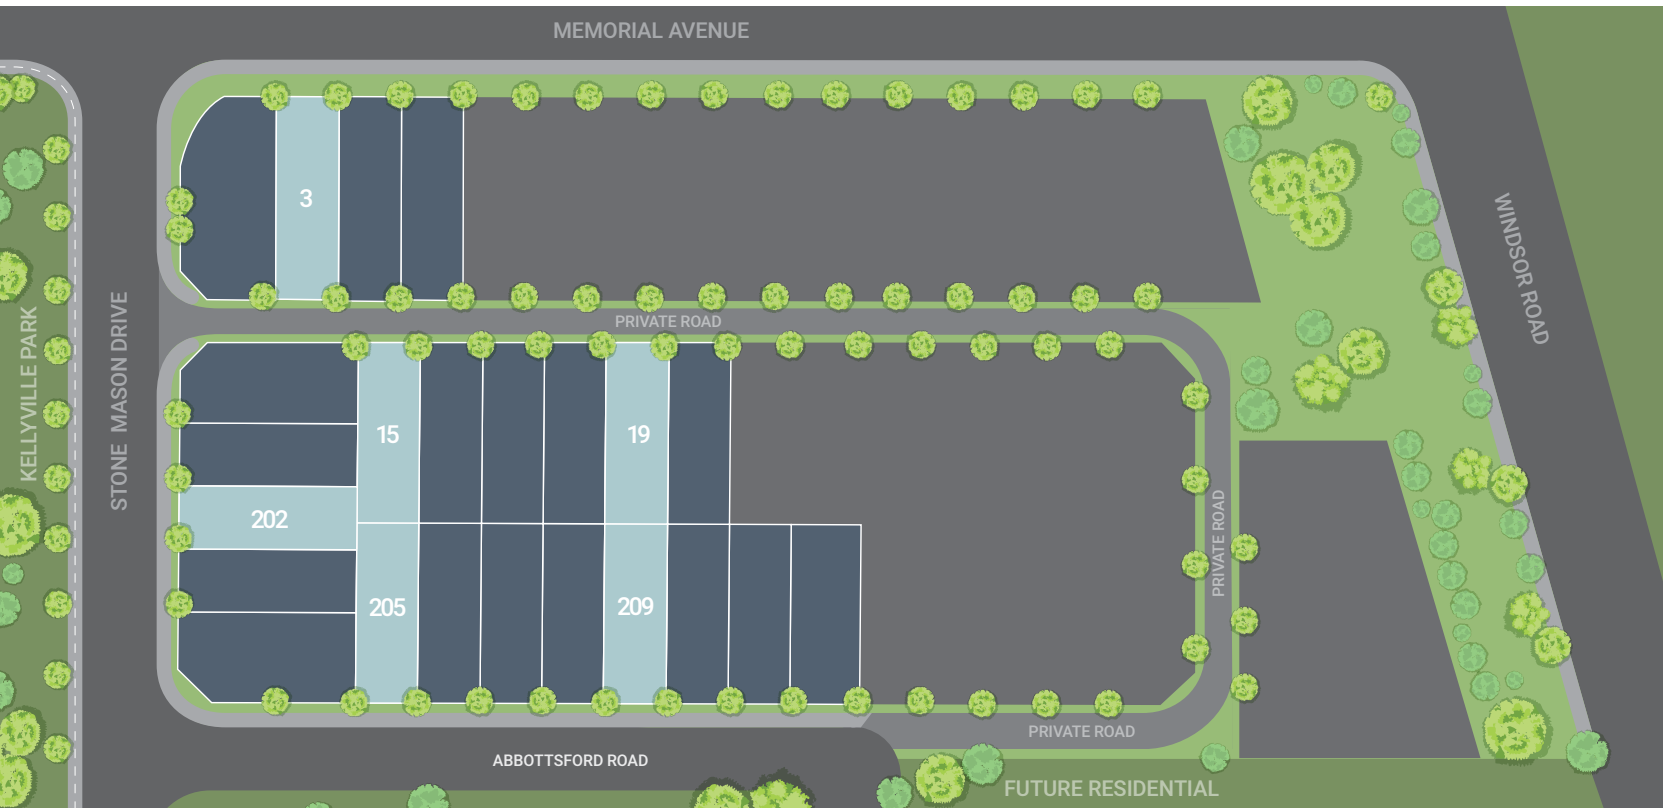 MEMORIAL AVENUE
3
WINDSOR ROAD
PRIVATE ROAD
KELLYVILLE PARK
STONE MASON DRIVE
15
19
202
PRIVATE ROAD
205
209
PRIVATE ROAD
ABBOTTSFORD ROAD
FUTURE RESIDENTIAL